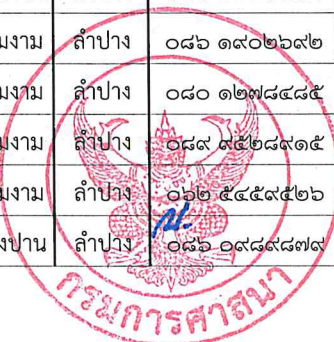 มงาม ลำปาง ๐๘๖ ๑๙๐๒๖๙๒
มงาม ลำปาง ๐๘๐ ๑๒๗๘๔๘๕
มงาม ลำปาง ๐๘๙ ๙๕๒๘๙๑๕
มงาม ลำปาง ๐๖๒ ๕๔๕๙๕๒๖
งปาน ลำปาง ๐๘๖ ๐๙๘๙๘๗๙
กรมการศาสนา